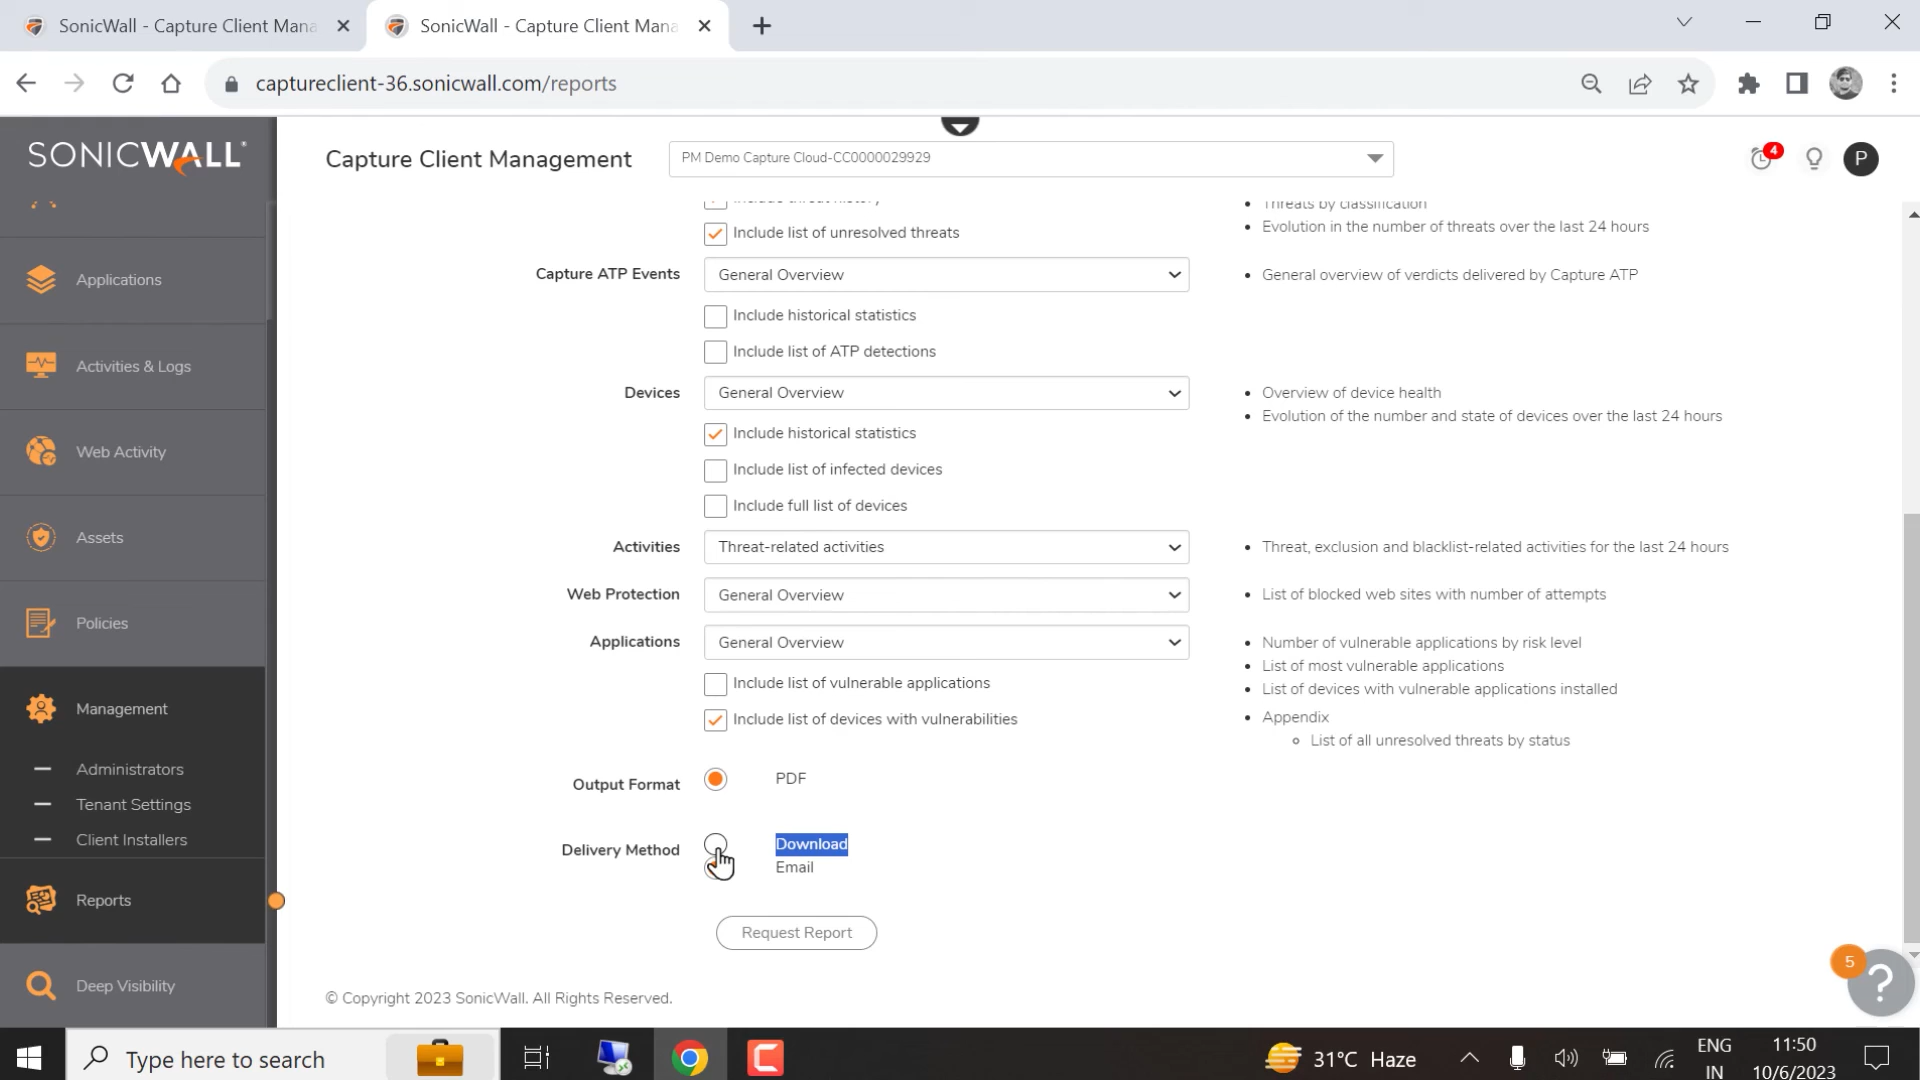 SonicWall - Capture Client Mana
SonicWall - Capture Client Mana
captureclient-36.sonicwall.com/reports
SONICWALL
Capture Client Management
PM Demo Capture Cloud-CC0000029929
4
P
Include threat history
Threats by classification
Include list of unresolved threats
Evolution in the number of threats over the last 24 hours
Capture ATP Events
General Overview
General overview of verdicts delivered by Capture ATP
Include historical statistics
Include list of ATP detections
Devices
General Overview
Overview of device health
Evolution of the number and state of devices over the last 24 hours
Include historical statistics
Include list of infected devices
Include full list of devices
Activities
Threat-related activities
Threat, exclusion and blacklist-related activities for the last 24 hours
Web Protection
General Overview
List of blocked web sites with number of attempts
Applications
General Overview
Number of vulnerable applications by risk level
List of most vulnerable applications
Include list of vulnerable applications
List of devices with vulnerable applications installed
Include list of devices with vulnerabilities
Appendix
List of all unresolved threats by status
Output Format
PDF
Delivery Method
Download
Email
Request Report
© Copyright 2023 SonicWall. All Rights Reserved.
Applications
Activities & Logs
Web Activity
Assets
Policies
Management
Administrators
Tenant Settings
Client Installers
Reports
Deep Visibility
5
?
Type here to search
31°C Haze
ENG
IN
11:50
10/6/2023